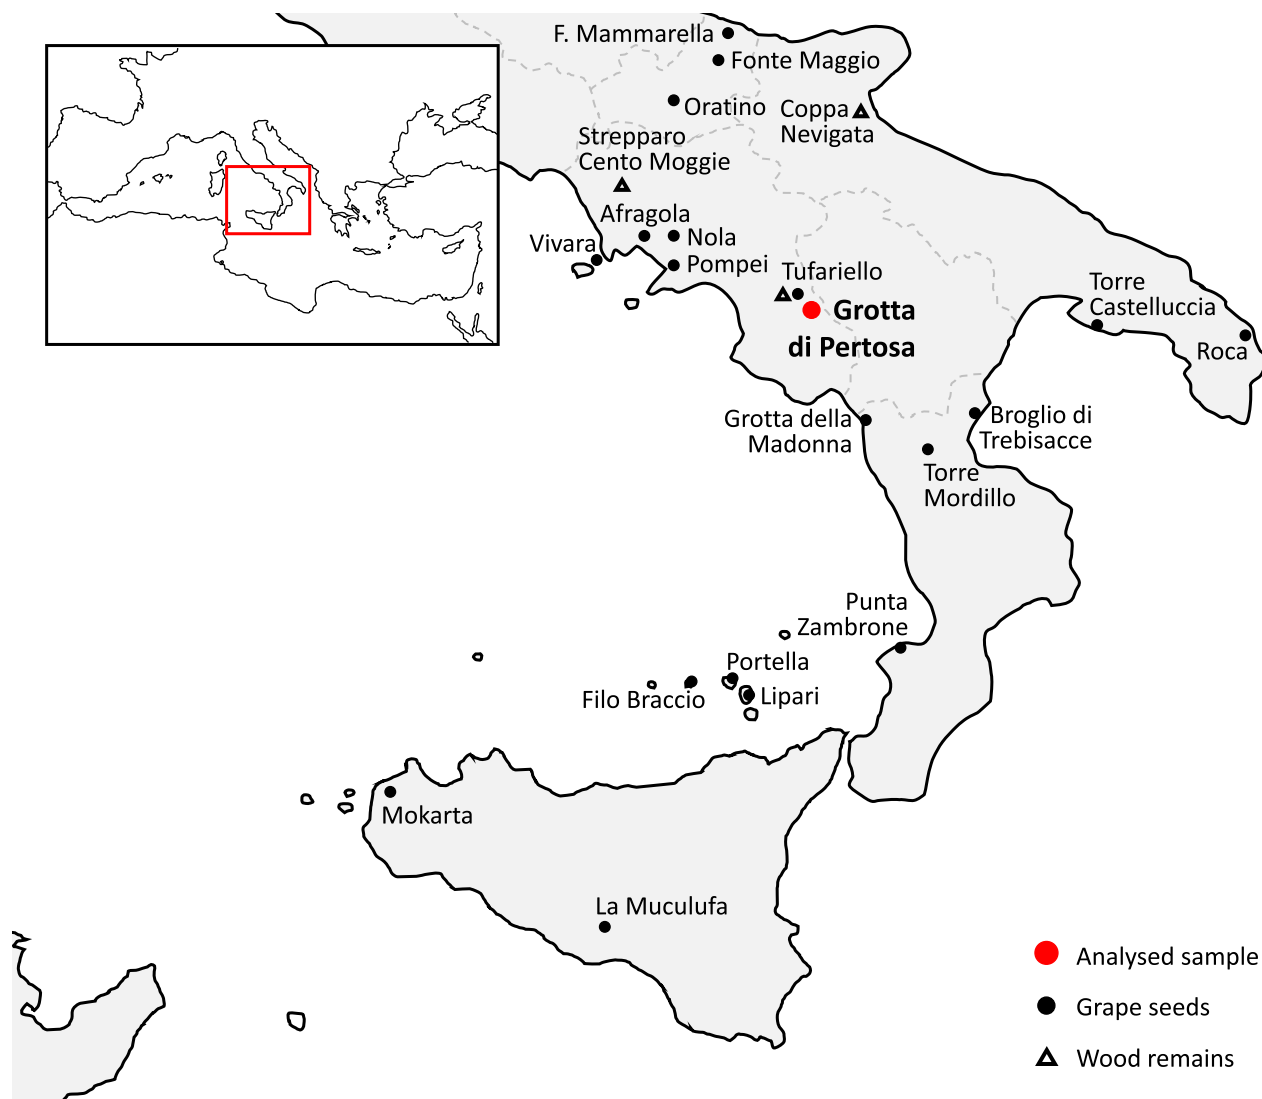 F. Mammarella
Fonte Maggio
Oratino
Coppa
Nevigata
Strepparo
Cento Moggie
Afragola
Nola
Vivara
Pompei
Tufariello
Grotta
di Pertosa
Torre
Castelluccia
Roca
Grotta della
Madonna
Broglio di
Trebisacce
Torre
Mordillo
Punta
Zambrone
Portella
Filo Braccio
Lipari
Mokarta
La Muculufa
Analysed sample
Grape seeds
Wood remains